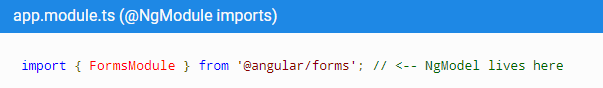 app.module.ts (@NgModule imports)
import { FormsModule } from '@angular/forms'; // <-- NgModel lives here